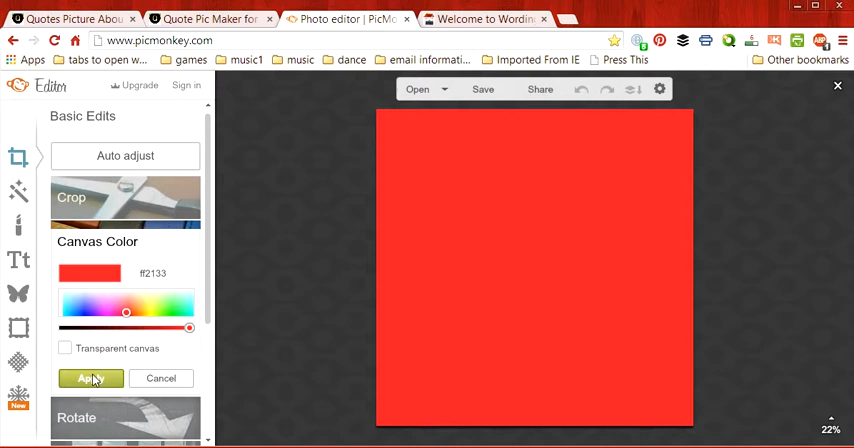 Quotes Picture Abou
Quote Pic Maker for
Photo editor | PicMo
Welcome to Wordin
www.picmonkey.com
Apps
tabs to open w...
games
music1
music
dance
email informati...
Imported From IE
Press This
Other bookmarks
Editor
Upgrade
Sign in
Open
Save
Share
Basic Edits
Auto adjust
Crop
Canvas Color
ff2133
Transparent canvas
Apply
Cancel
Rotate
Tt
New
22%